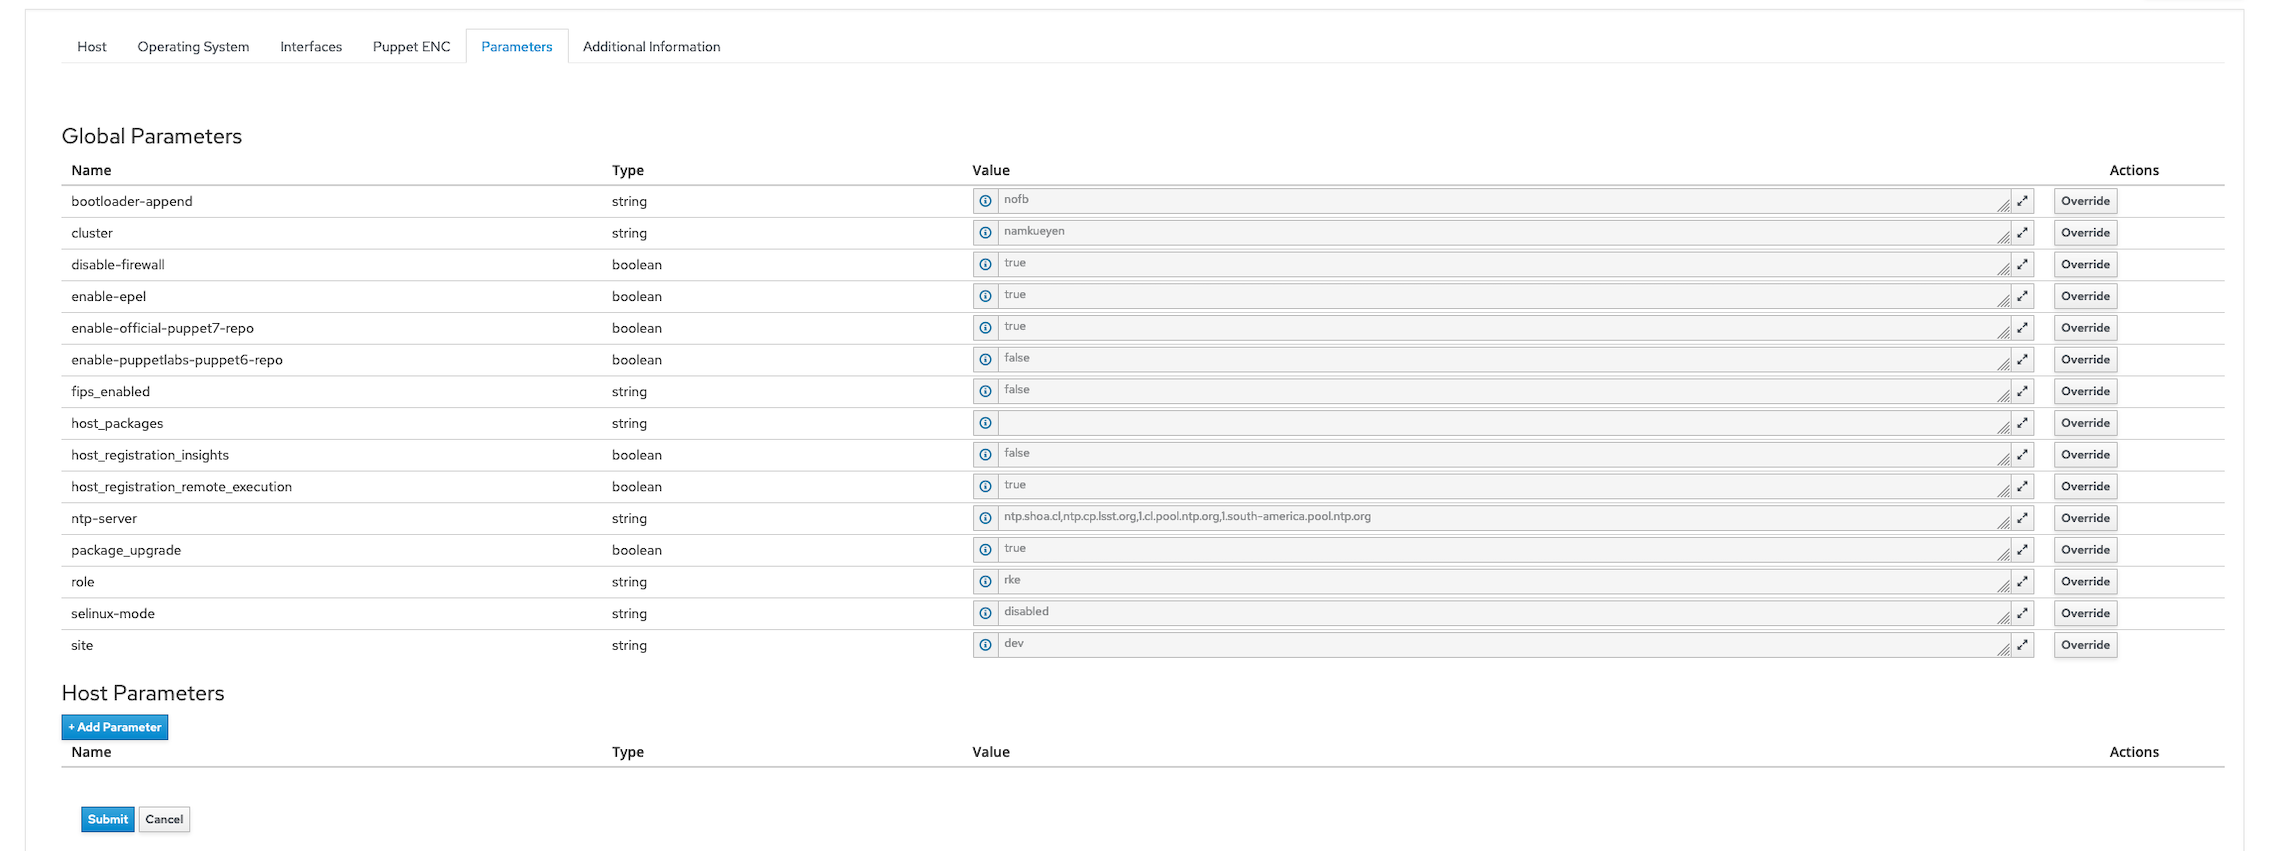 Host Operating System Interfaces Puppet ENC Parameters Additional Information
Global Parameters
Name Type Value Actions
bootloader-append string nofb Override
cluster string namkueyen Override
disable-firewall boolean true Override
enable-epel boolean true Override
enable-official-puppet7-repo boolean true Override
enable-puppetlabs-puppet6-repo boolean false Override
fips_enabled string false Override
host_packages string Override
host_registration_insights boolean false Override
host_registration_remote_execution boolean true Override
ntp-server string ntp.shoa.cl,ntp.cp.lsst.org,1.cl.pool.ntp.org,1.south-america.pool.ntp.org Override
package_upgrade boolean true Override
role string rke Override
selinux-mode string disabled Override
site string dev Override
Host Parameters
+ Add Parameter
Name Type Value Actions
Submit Cancel